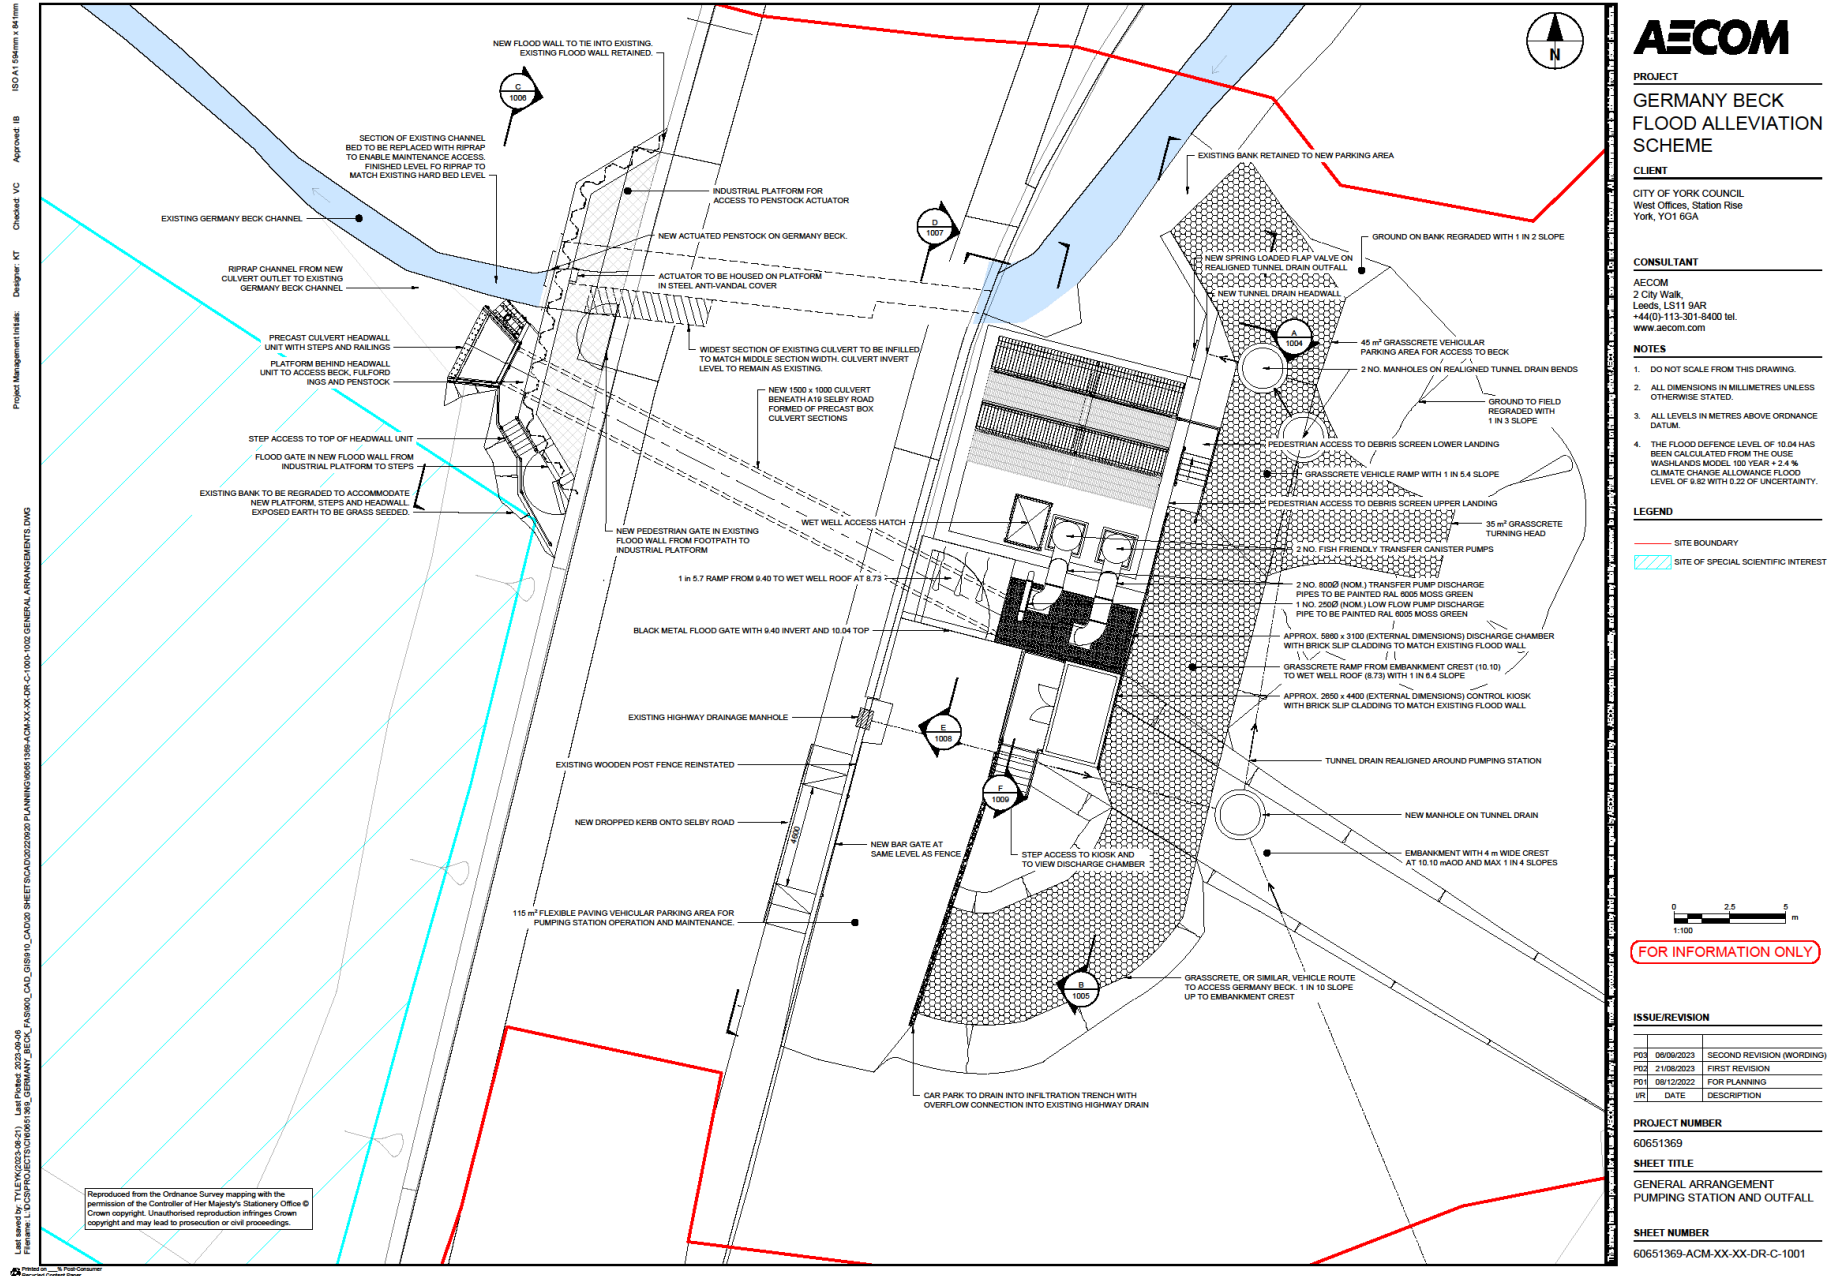 NEW FLOOD WALL TO TIE INTO EXISTING.
EXISTING FLOOD WALL RETAINED.
C
1006
SECTION OF EXISTING CHANNEL
BED TO BE REPLACED WITH RIPRAP
TO ENABLE MAINTENANCE ACCESS.
FINISHED LEVEL FO RIPRAP TO
MATCH EXISTING HARD BED LEVEL
INDUSTRIAL PLATFORM FOR
ACCESS TO PENSTOCK ACTUATOR
EXISTING GERMANY BECK CHANNEL
NEW ACTUATED PENSTOCK ON GERMANY BECK.
RIPRAP CHANNEL FROM NEW
CULVERT OUTLET TO EXISTING
GERMANY BECK CHANNEL
ACTUATOR TO BE HOUSED ON PLATFORM
IN STEEL ANTI-VANDAL COVER
PRECAST CULVERT HEADWALL
UNIT WITH STEPS AND RAILINGS
PLATFORM BEHIND HEADWALL
UNIT TO ACCESS BECK, FULFORD
INGS AND PENSTOCK
WIDEST SECTION OF EXISTING CULVERT TO BE INFILLED
TO MATCH MIDDLE SECTION WIDTH. CULVERT INVERT
LEVEL TO REMAIN AS EXISTING.
NEW 1500 x 1000 CULVERT
BENEATH A19 SELBY ROAD
FORMED OF PRECAST BOX
CULVERT SECTIONS
STEP ACCESS TO TOP OF HEADWALL UNIT
FLOOD GATE IN NEW FLOOD WALL FROM
INDUSTRIAL PLATFORM TO STEPS
EXISTING BANK TO BE REGRADED TO ACCOMMODATE
NEW PLATFORM, STEPS AND HEADWALL.
EXPOSED EARTH TO BE GRASS SEEDED.
NEW PEDESTRIAN GATE IN EXISTING
FLOOD WALL FROM FOOTPATH TO
INDUSTRIAL PLATFORM
WET WELL ACCESS HATCH
1 in 5.7 RAMP FROM 9.40 TO WET WELL ROOF AT 8.73
BLACK METAL FLOOD GATE WITH 9.40 INVERT AND 10.04 TOP
EXISTING HIGHWAY DRAINAGE MANHOLE
EXISTING WOODEN POST FENCE REINSTATED
NEW DROPPED KERB ONTO SELBY ROAD
4600
NEW BAR GATE AT
SAME LEVEL AS FENCE
115 m² FLEXIBLE PAVING VEHICULAR PARKING AREA FOR
PUMPING STATION OPERATION AND MAINTENANCE.
D
1007
E
1008
F
1009
STEP ACCESS TO KIOSK AND
TO VIEW DISCHARGE CHAMBER
B
1005
CAR PARK TO DRAIN INTO INFILTRATION TRENCH WITH
OVERFLOW CONNECTION INTO EXISTING HIGHWAY DRAIN
N
EXISTING BANK RETAINED TO NEW PARKING AREA
GROUND ON BANK REGRADED WITH 1 IN 2 SLOPE
NEW SPRING LOADED FLAP VALVE ON
REALIGNED TUNNEL DRAIN OUTFALL
NEW TUNNEL DRAIN HEADWALL
A
1004
45 m² GRASSCRETE VEHICULAR
PARKING AREA FOR ACCESS TO BECK
2 NO. MANHOLES ON REALIGNED TUNNEL DRAIN BENDS
GROUND TO FIELD
REGRADED WITH
1 IN 3 SLOPE
PEDESTRIAN ACCESS TO DEBRIS SCREEN LOWER LANDING
GRASSCRETE VEHICLE RAMP WITH 1 IN 5.4 SLOPE
PEDESTRIAN ACCESS TO DEBRIS SCREEN UPPER LANDING
35 m² GRASSCRETE
TURNING HEAD
2 NO. FISH FRIENDLY TRANSFER CANISTER PUMPS
2 NO. 800Ø (NOM.) TRANSFER PUMP DISCHARGE
PIPES TO BE PAINTED RAL 6005 MOSS GREEN
1 NO. 250Ø (NOM.) LOW FLOW PUMP DISCHARGE
PIPE TO BE PAINTED RAL 6005 MOSS GREEN
APPROX. 5860 x 3100 (EXTERNAL DIMENSIONS) DISCHARGE CHAMBER
WITH BRICK SLIP CLADDING TO MATCH EXISTING FLOOD WALL
GRASSCRETE RAMP FROM EMBANKMENT CREST (10.10)
TO WET WELL ROOF (8.73) WITH 1 IN 6.4 SLOPE
APPROX. 2650 x 4400 (EXTERNAL DIMENSIONS) CONTROL KIOSK
WITH BRICK SLIP CLADDING TO MATCH EXISTING FLOOD WALL
TUNNEL DRAIN REALIGNED AROUND PUMPING STATION
NEW MANHOLE ON TUNNEL DRAIN
EMBANKMENT WITH 4 m WIDE CREST
AT 10.10 mAOD AND MAX 1 IN 4 SLOPES
GRASSCRETE, OR SIMILAR, VEHICLE ROUTE
TO ACCESS GERMANY BECK. 1 IN 10 SLOPE
UP TO EMBANKMENT CREST
Reproduced from the Ordnance Survey mapping with the
permission of the Controller of Her Majesty's Stationery Office ©
Crown copyright. Unauthorised reproduction infringes Crown
copyright and may lead to prosecution or civil proceedings.
ISO A1 594mm x 841mm
Approved: IB
Checked: VC
Designer: KT
Project Management Initials:
Last saved by: TYLEYK(2023-08-21) Last Plotted: 2023-09-06
Printed on ___% Post-Consumer
Recycled Content Paper
AECOM
PROJECT
GERMANY BECK
FLOOD ALLEVIATION
SCHEME
CLIENT
CITY OF YORK COUNCIL
West Offices, Station Rise
York, YO1 6GA
CONSULTANT
AECOM
2 City Walk,
Leeds, LS11 9AR
+44(0)-113-301-8400 tel.
www.aecom.com
NOTES
1. DO NOT SCALE FROM THIS DRAWING.
2. ALL DIMENSIONS IN MILLIMETRES UNLESS
OTHERWISE STATED.
3. ALL LEVELS IN METRES ABOVE ORDNANCE
DATUM.
4. THE FLOOD DEFENCE LEVEL OF 10.04 HAS
BEEN CALCULATED FROM THE OUSE
WASHLANDS MODEL 100 YEAR + 2.4 %
CLIMATE CHANGE ALLOWANCE FLOOD
LEVEL OF 9.82 WITH 0.22 OF UNCERTAINTY.
LEGEND
SITE BOUNDARY
SITE OF SPECIAL SCIENTIFIC INTEREST
0 2.5 5
m
1:100
FOR INFORMATION ONLY
ISSUE/REVISION
P03 06/09/2023 SECOND REVISION (WORDING)
P02 21/08/2023 FIRST REVISION
P01 08/12/2022 FOR PLANNING
I/R DATE DESCRIPTION
PROJECT NUMBER
60651369
SHEET TITLE
GENERAL ARRANGEMENT
PUMPING STATION AND OUTFALL
SHEET NUMBER
60651369-ACM-XX-XX-DR-C-1001